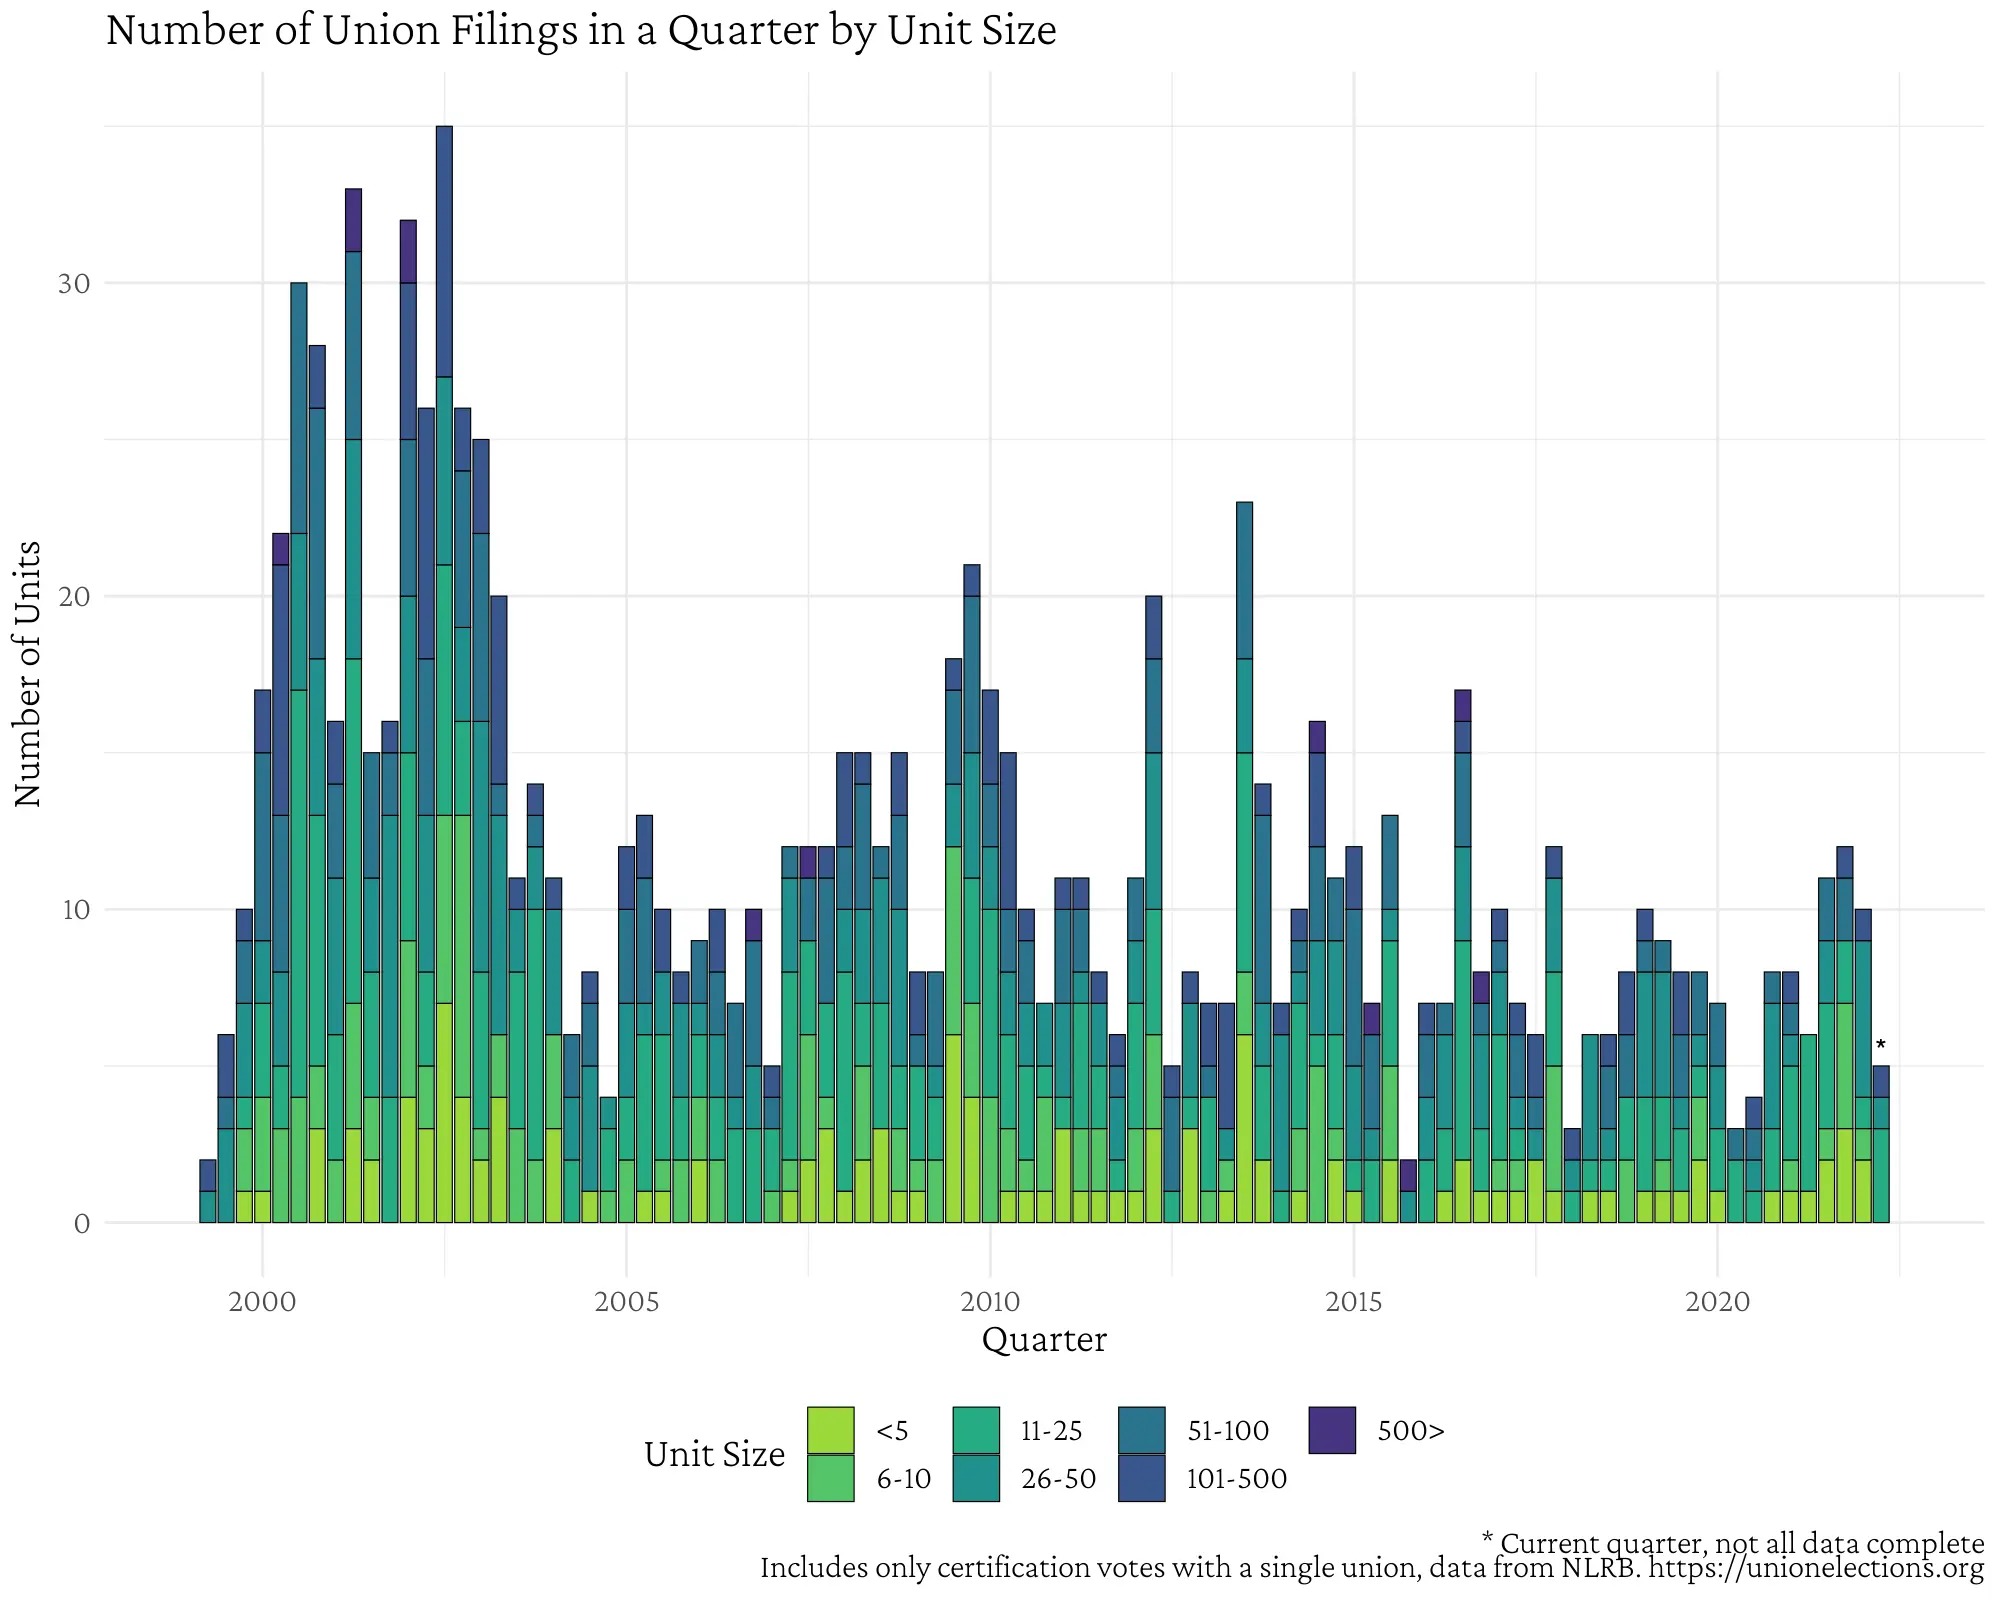 Number of Union Filings in a Quarter by Unit Size
Number of Units
30
20
10
0
*
2000 2005 2010 2015 2020
Quarter
Unit Size
<5 11-25 51-100 500>
6-10 26-50 101-500
* Current quarter, not all data complete
Includes only certification votes with a single union, data from NLRB. https://unionelections.org